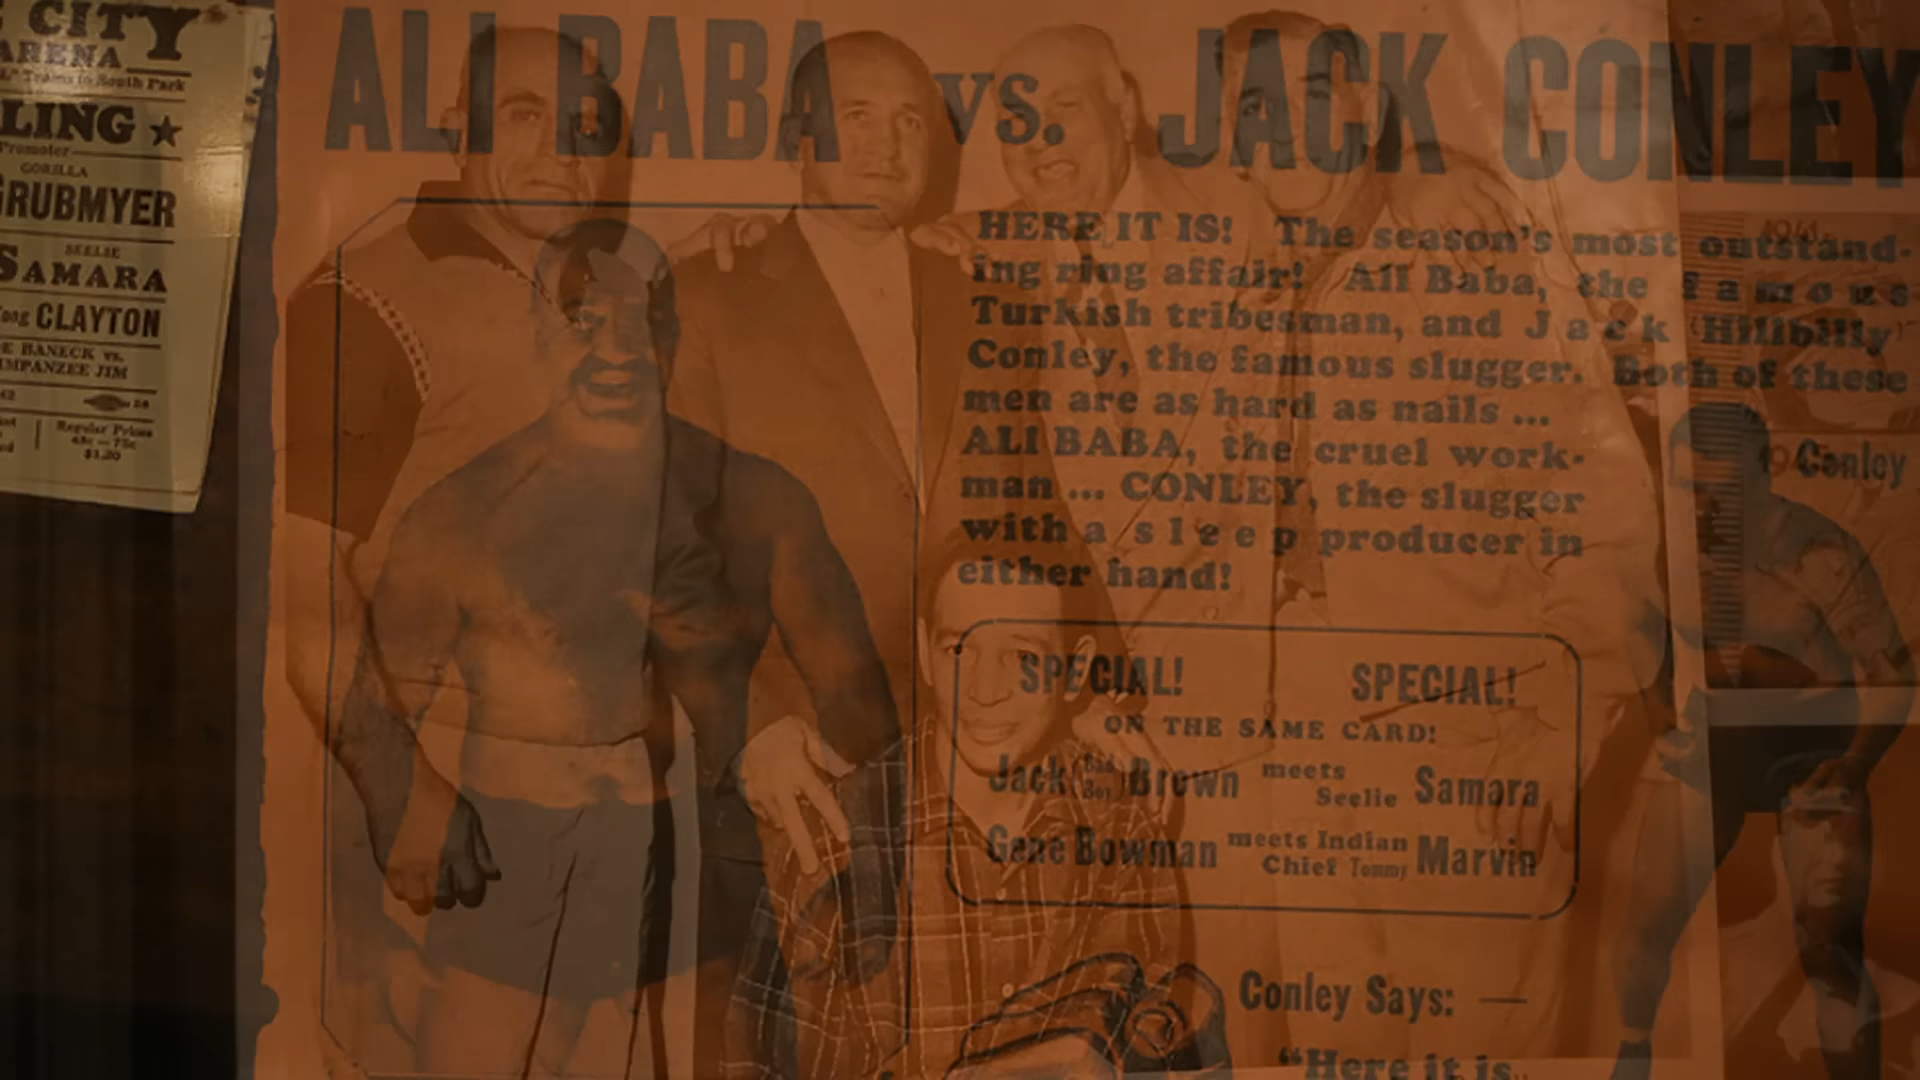 CITY
ARENA
Teams to South Park
LING ★
Promoter
GORILLA
GRUBMYER
SEELIE
SAMARA
CLAYTON
BANECK vs.
IMPANZEE JIM
Regular Prices
$1.20
ALI BABA vs. JACK CONLEY
HERE IT IS! The season's most outstand-
ing ring affair! Ali Baba, the famous
Turkish tribesman, and Jack (Hillbilly)
Conley, the famous slugger. Both of these
men are as hard as nails ...
ALI BABA, the cruel work-
man ... CONLEY, the slugger
with a sleep producer in
either hand!
SPECIAL! SPECIAL!
ON THE SAME CARD!
Jack (Bad Boy) Brown meets Seelie Samara
Gene Bowman meets Indian Chief Tommy Marvin
Conley Says: —
"Here it is
1941
Conley